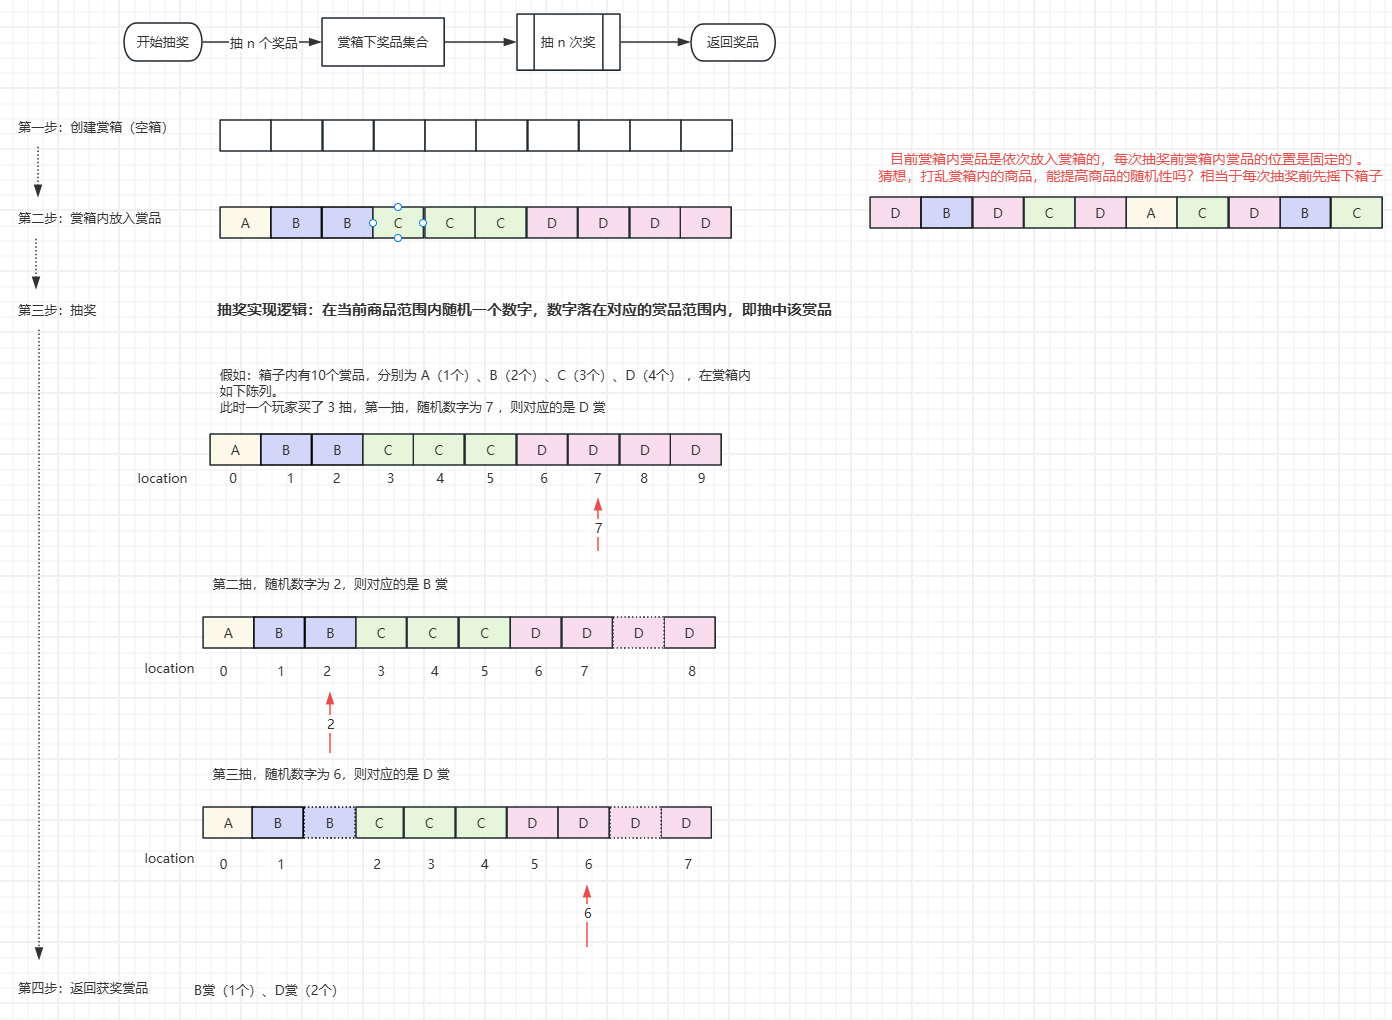 开始抽奖
抽 n 个奖品
赏箱下奖品集合
抽 n 次奖
返回奖品
第一步：创建赏箱（空箱）
目前赏箱内赏品是依次放入赏箱的，每次抽奖前赏箱内赏品的位置是固定的 。
猜想，打乱赏箱内的商品，能提高商品的随机性吗？相当于每次抽奖前先摇下箱子
D B D C D A C D B C
第二步：赏箱内放入赏品
A B B C C C D D D D
第三步：抽奖
抽奖实现逻辑：在当前商品范围内随机一个数字，数字落在对应的赏品范围内，即抽中该赏品
假如：箱子内有10个赏品，分别为 A（1个）、B（2个）、C（3个）、D（4个） ，在赏箱内
如下陈列。
此时一个玩家买了 3 抽，第一抽，随机数字为 7 ，则对应的是 D 赏
A B B C C C D D D D
location 0 1 2 3 4 5 6 7 8 9
7
第二抽，随机数字为 2，则对应的是 B 赏
A B B C C C D D D D
location 0 1 2 3 4 5 6 7 8
2
第三抽，随机数字为 6，则对应的是 D 赏
A B B C C C D D D D
location 0 1 2 3 4 5 6 7
6
第四步：返回获奖赏品
B赏（1个）、D赏（2个）